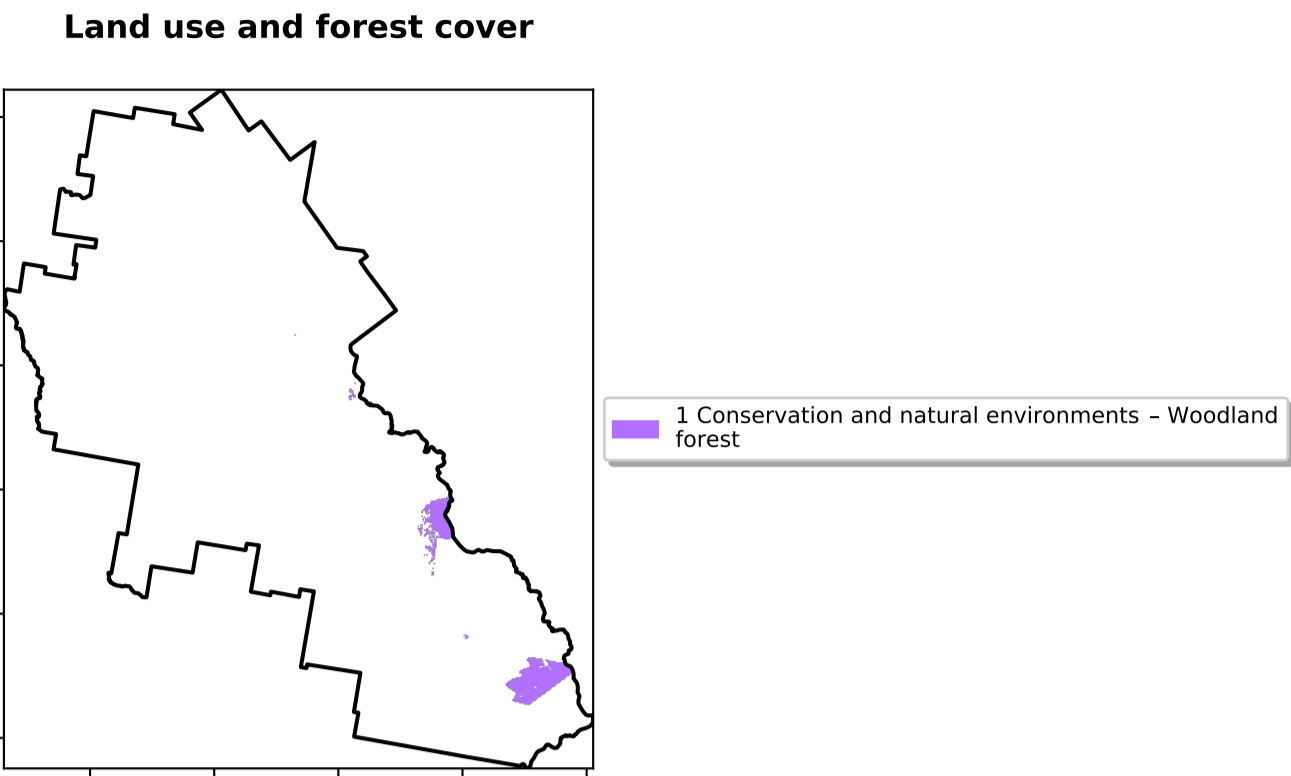 Land use and forest cover
1 Conservation and natural environments – Woodland
forest